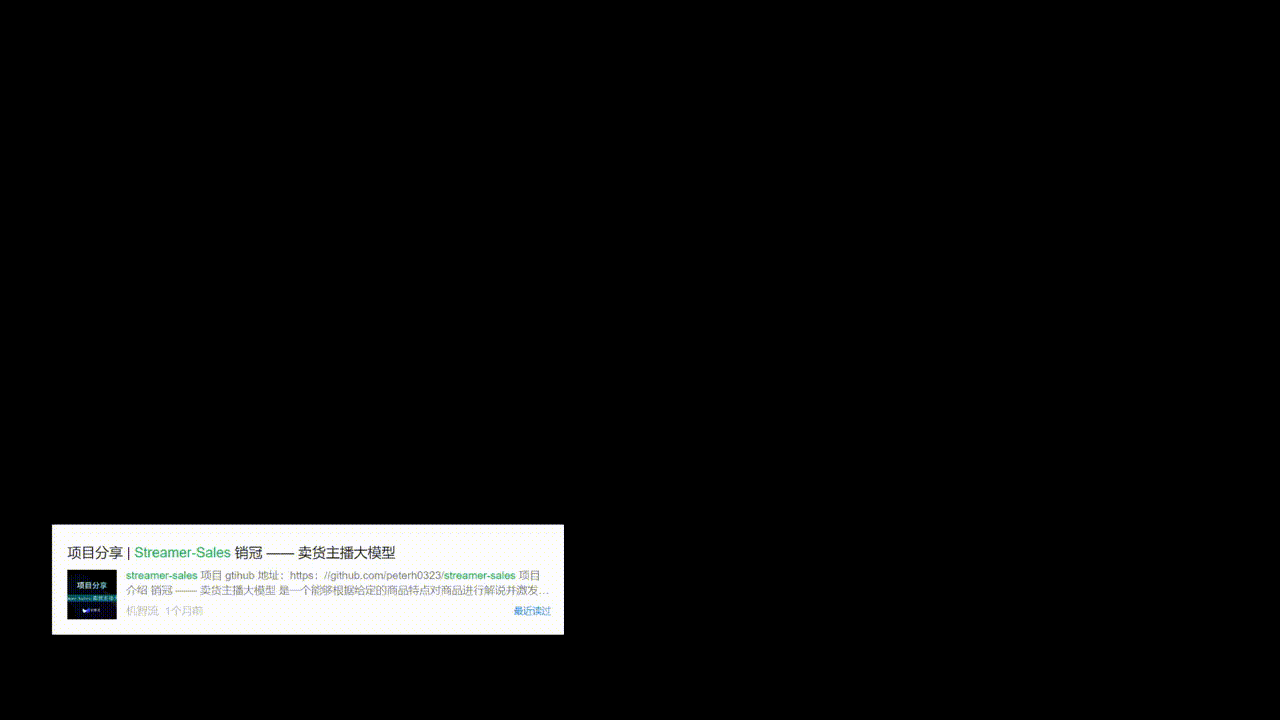 项目分享 | Streamer-Sales 销冠 —— 卖货主播大模型
streamer-sales 项目 gtihub 地址：https：//github.com/peterh0323/streamer-sales 项目
介绍 销冠 —— 卖货主播大模型 是一个能够根据给定的商品特点对商品进行解说并激发…
项目分享
机智流 1个月前
最近读过